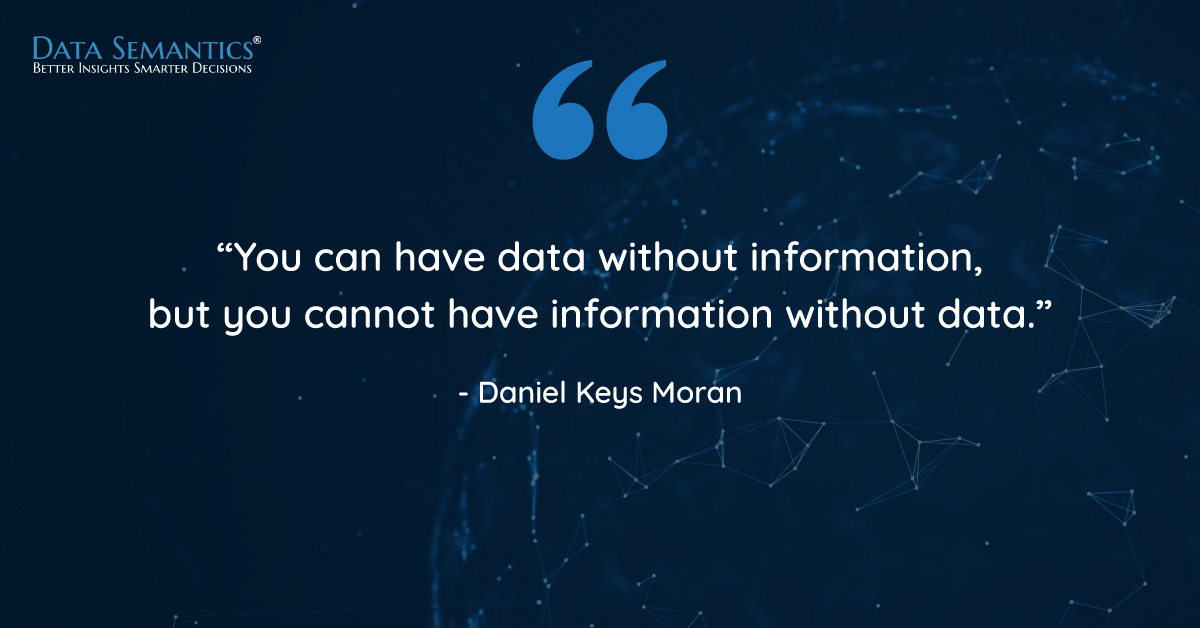 DATA SEMANTICS®
BETTER INSIGHTS SMARTER DECISIONS
“You can have data without information,
but you cannot have information without data.”
- Daniel Keys Moran